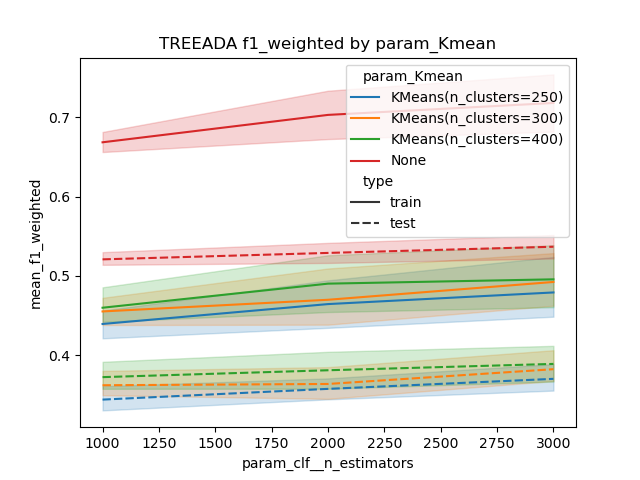 TREEADA f1_weighted by param_Kmean
param_Kmean
KMeans(n_clusters=250)
KMeans(n_clusters=300)
KMeans(n_clusters=400)
None
type
train
test
mean_f1_weighted
0.7
0.6
0.5
0.4
1000 1250 1500 1750 2000 2250 2500 2750 3000
param_clf__n_estimators